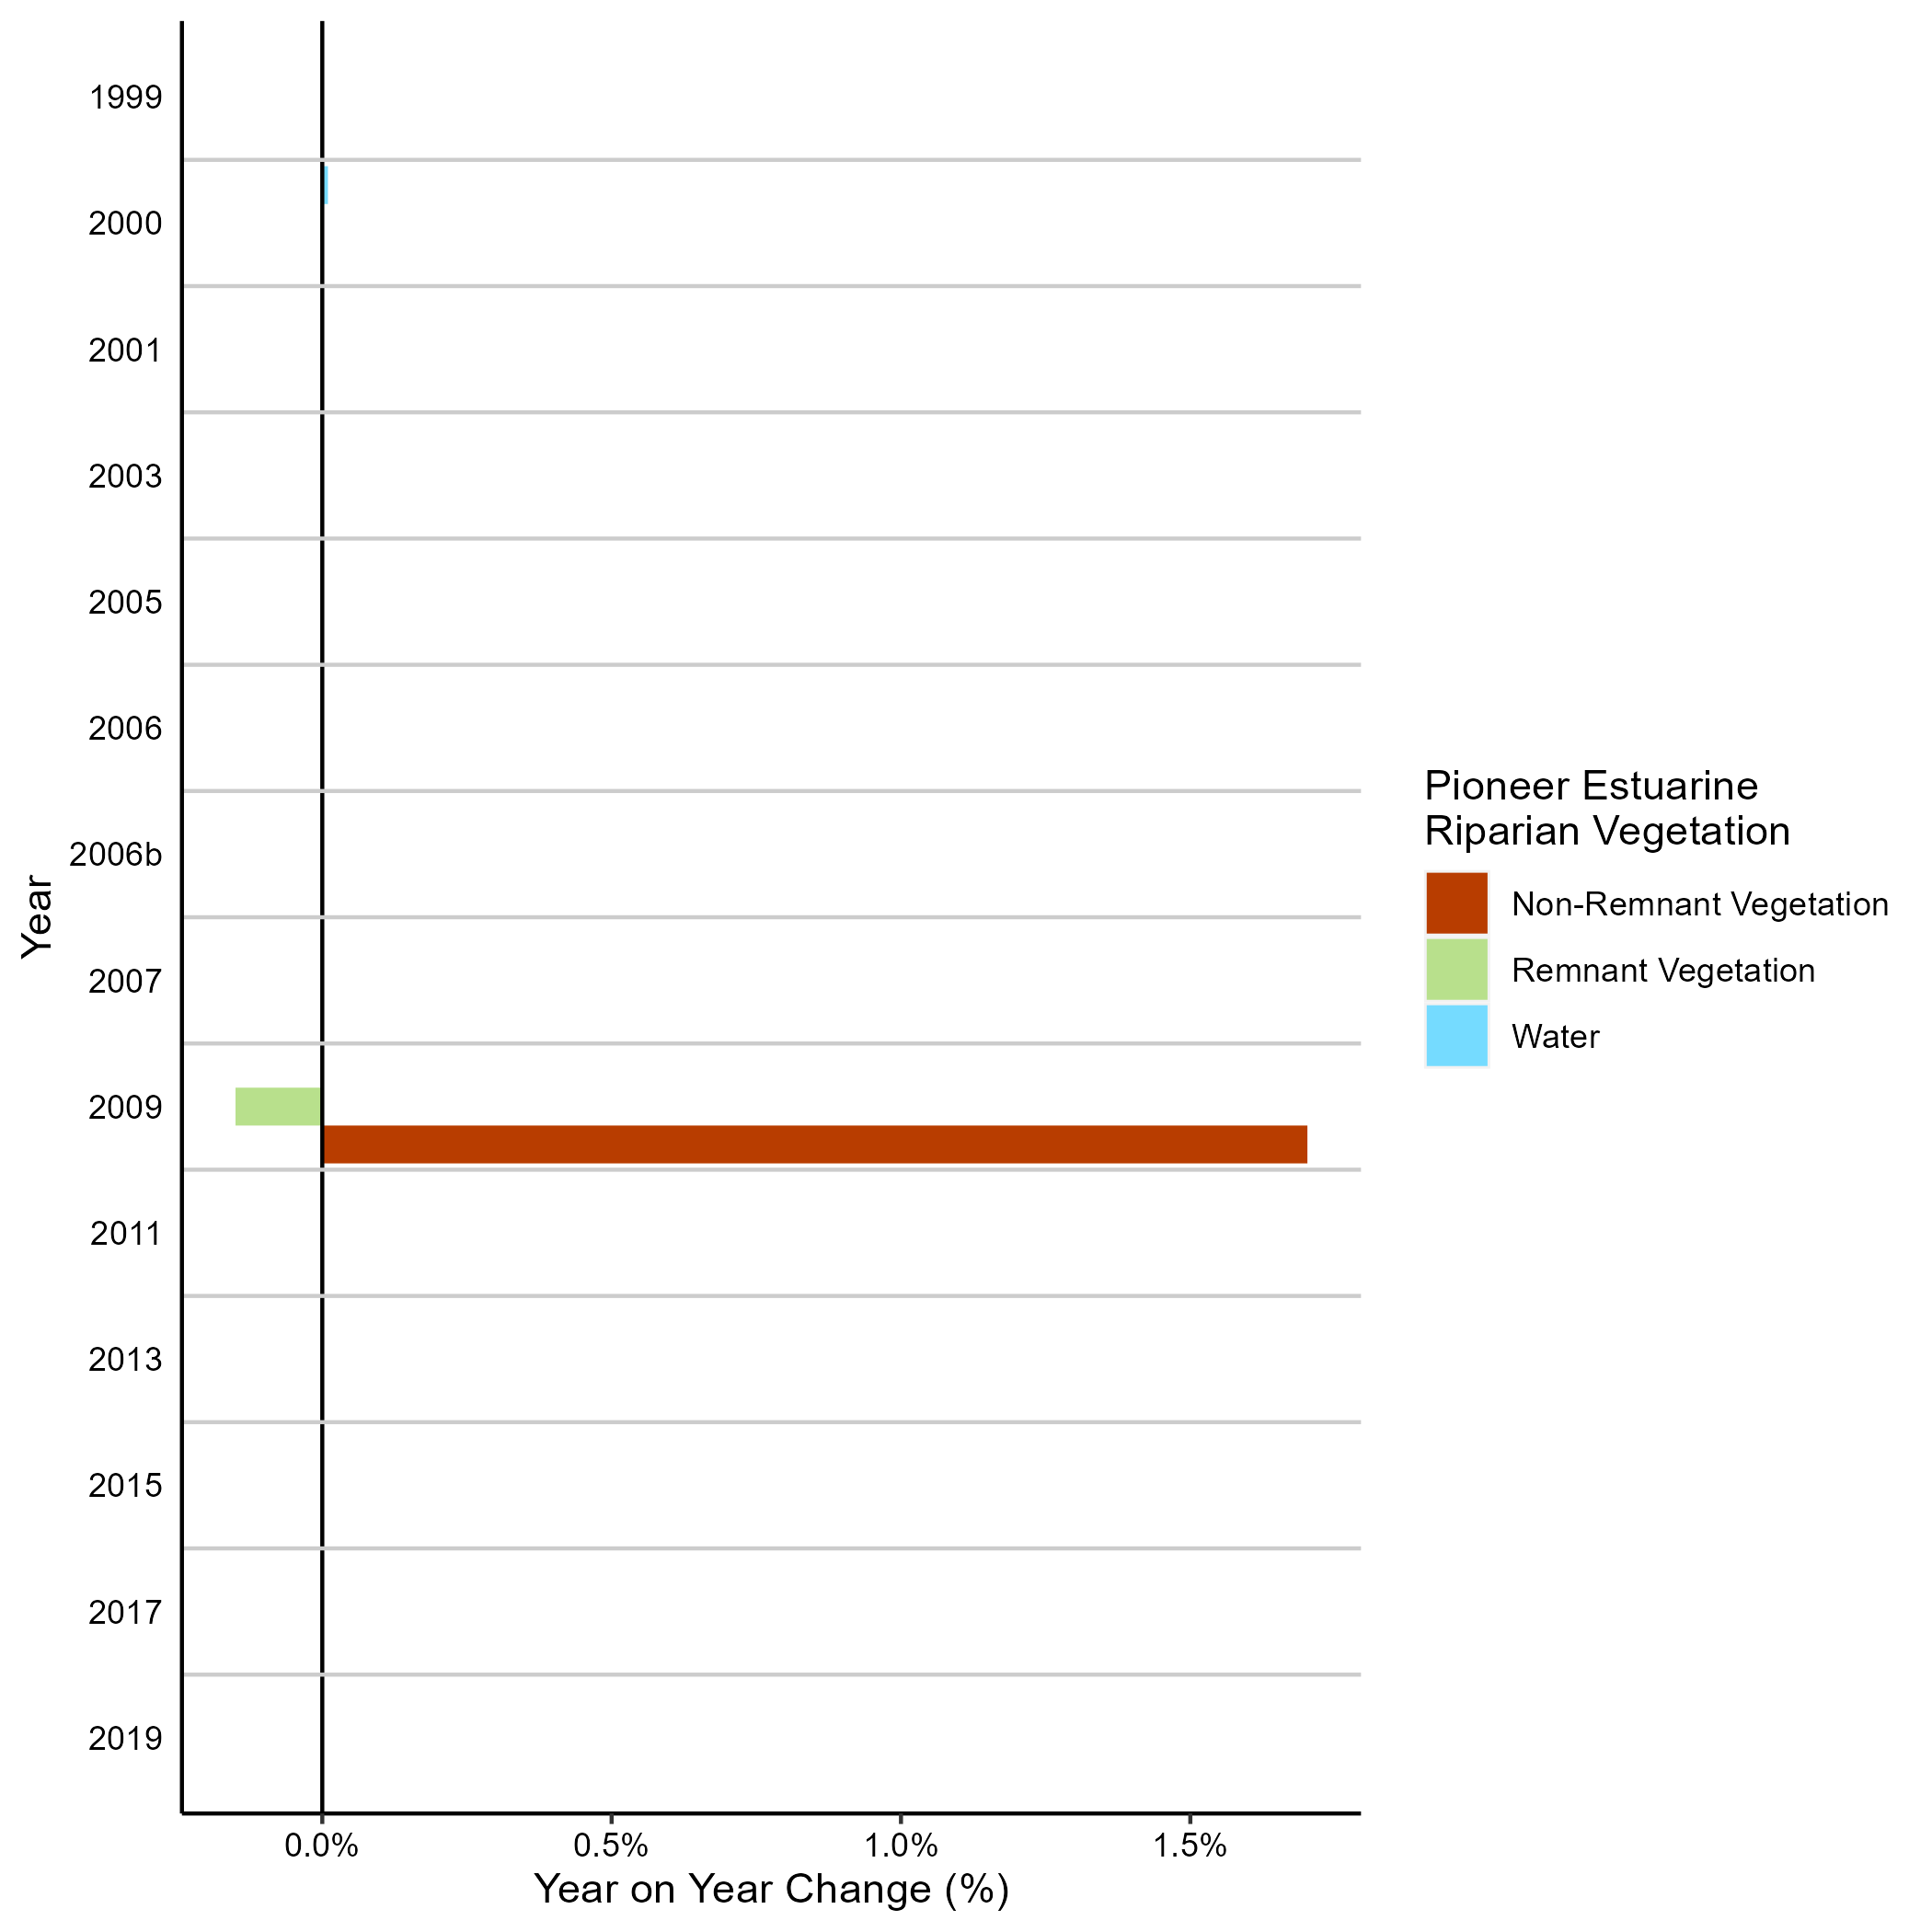 1999
2000
2001
2003
2005
2006
2006b
2007
2009
2011
2013
2015
2017
2019
Year
0.0%
0.5%
1.0%
1.5%
Year on Year Change (%)
Pioneer Estuarine
Riparian Vegetation
Non-Remnant Vegetation
Remnant Vegetation
Water